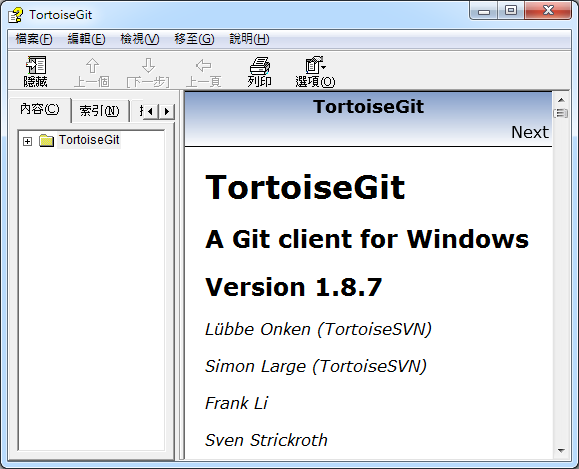 TortoiseGit
檔案(F) 編輯(E) 檢視(V) 移至(G) 說明(H)
隱藏 上一個 [下一步] 上一頁 列印 選項(O)
內容(C) 索引(N)
TortoiseGit
TortoiseGit
Next
TortoiseGit
A Git client for Windows
Version 1.8.7
Lübbe Onken (TortoiseSVN)
Simon Large (TortoiseSVN)
Frank Li
Sven Strickroth